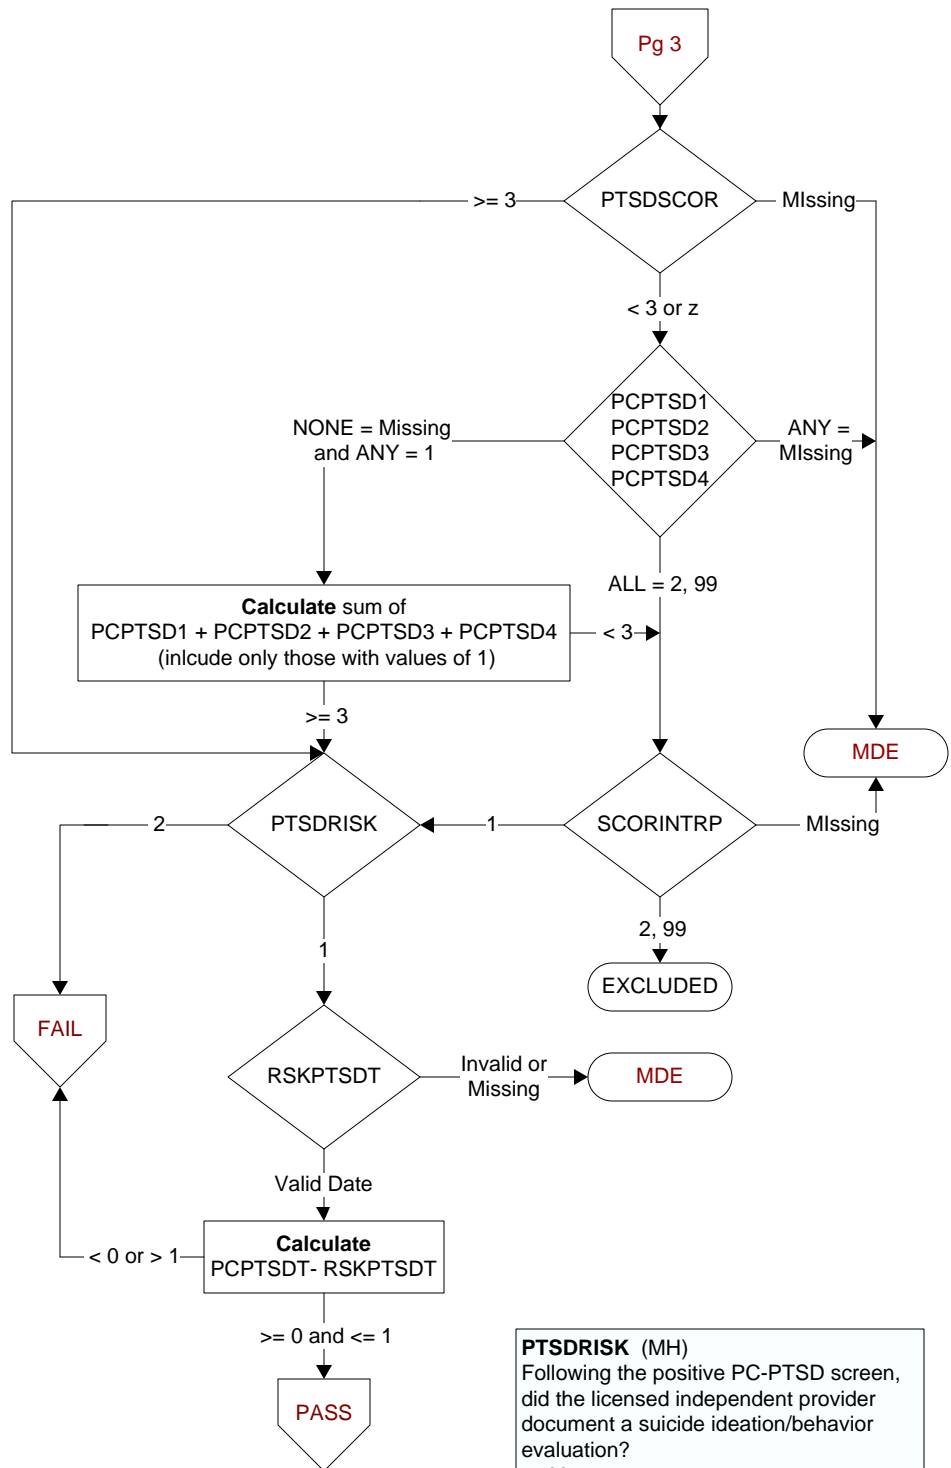 Pg 3
PTSDSCOR
>= 3
MIssing
< 3 or z
PCPTSD1
PCPTSD2
PCPTSD3
PCPTSD4
NONE = Missing
and ANY = 1
ANY =
MIssing
ALL = 2, 99
Calculate sum of
PCPTSD1 + PCPTSD2 + PCPTSD3 + PCPTSD4
(inlcude only those with values of 1)
< 3
>= 3
MDE
PTSDRISK
2
1
SCORINTRP
MIssing
1
2, 99
EXCLUDED
FAIL
RSKPTSDT
Invalid or
Missing
MDE
Valid Date
Calculate
PCPTSDT- RSKPTSDT
< 0 or > 1
>= 0 and <= 1
PASS
PTSDRISK (MH)
Following the positive PC-PTSD screen,
did the licensed independent provider
document a suicide ideation/behavior
evaluation?